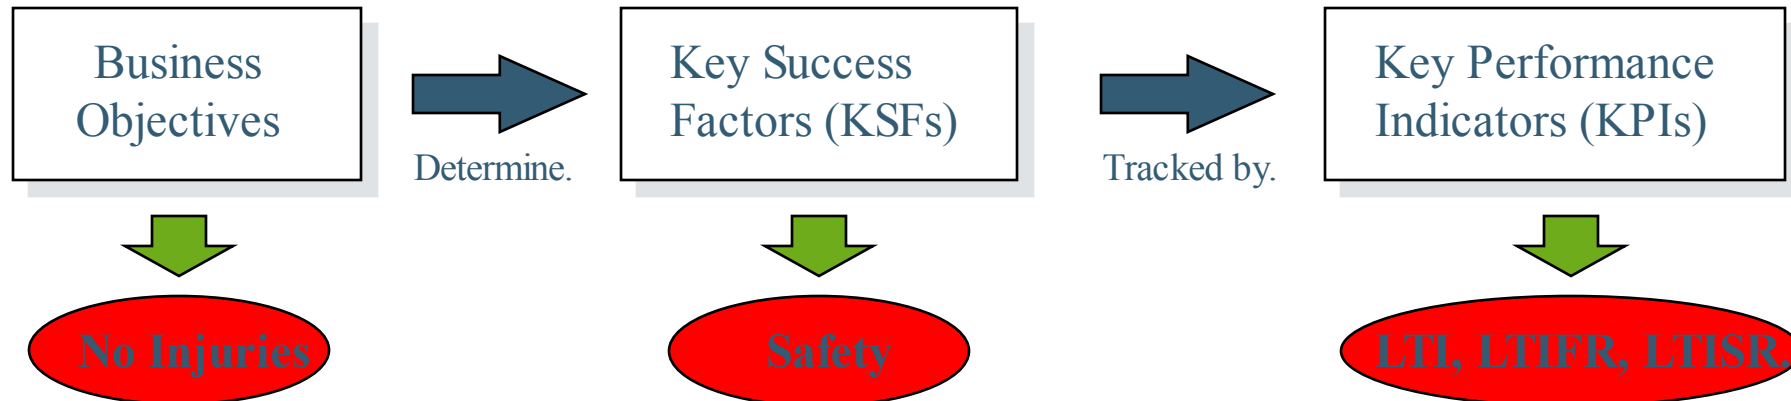 Business
Objectives
Determine.
Key Success
Factors (KSFs)
Tracked by.
Key Performance
Indicators (KPIs)
No Injuries
Safety
LTI, LTIFR, LTISR.